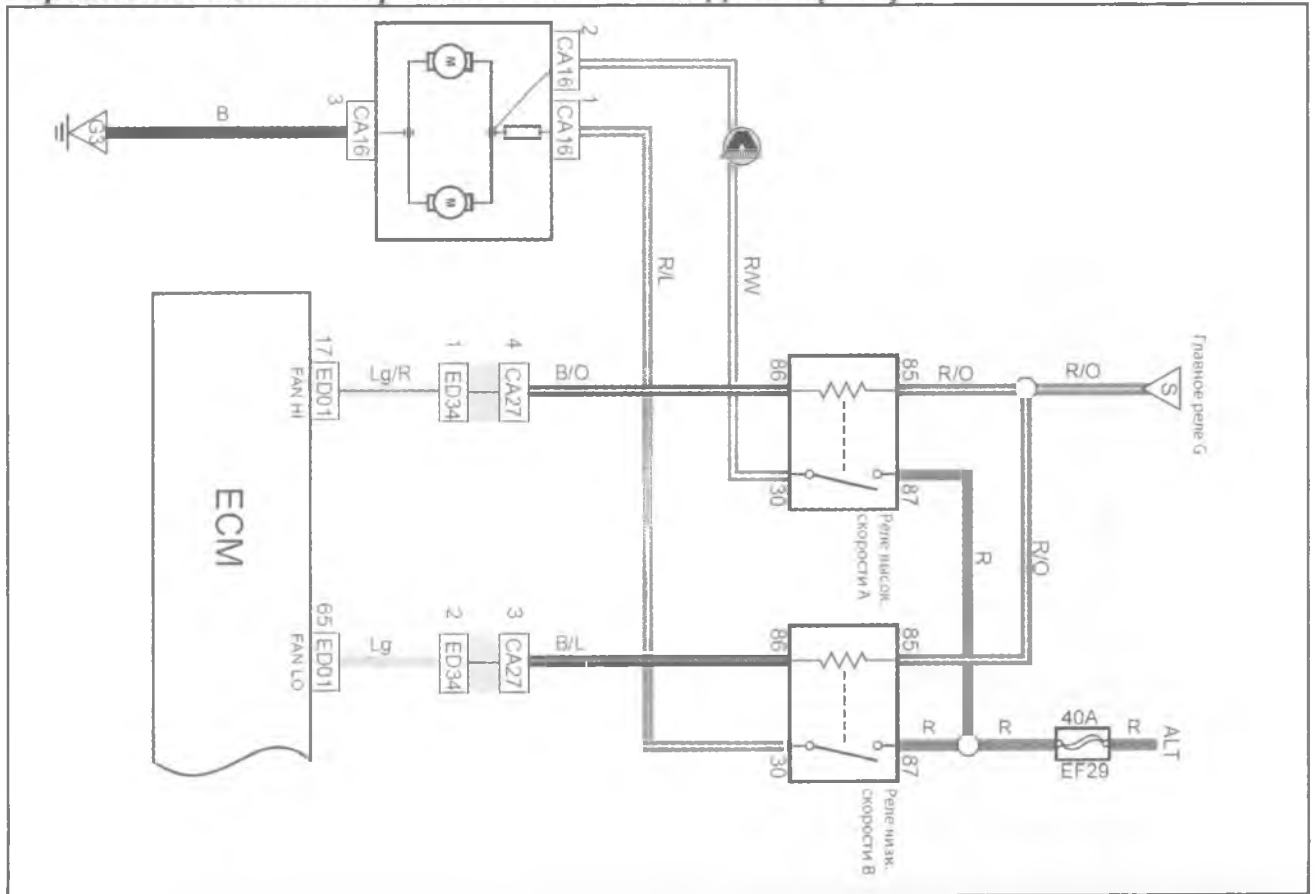 2
CA16
1
CA16
3
CA16
M
M
B
G3
R/L
R/W
ECM
17
ED01
FAN HI
Lg/R
1
ED34
4
CA27
B/O
86
85
30
87
R/O
R/O
S
Главное реле G
Реле высок.
скорости A
R
R/O
65
ED01
FAN LO
Lg
2
ED34
3
CA27
B/L
86
85
30
87
R
R
40A
EF29
R
ALT
Реле низк.
скорости B